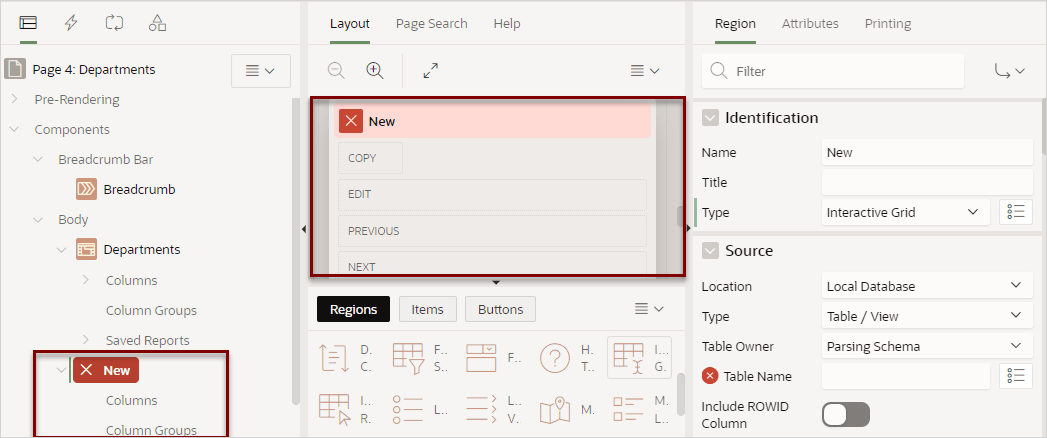 Page 4: Departments
Pre-Rendering
Components
Breadcrumb Bar
Breadcrumb
Body
Departments
Columns
Column Groups
Saved Reports
New
Columns
Column Groups
Layout Page Search Help
New
COPY
EDIT
PREVIOUS
NEXT
Regions Items Buttons
D. F. F.. H. I...
C. S. T.. G.
I... L.. L.. M. M.
R. V. L
Region Attributes Printing
Filter
Identification
Name New
Title
Type Interactive Grid
Source
Location Local Database
Type Table / View
Table Owner Parsing Schema
Table Name
Include ROWID
Column